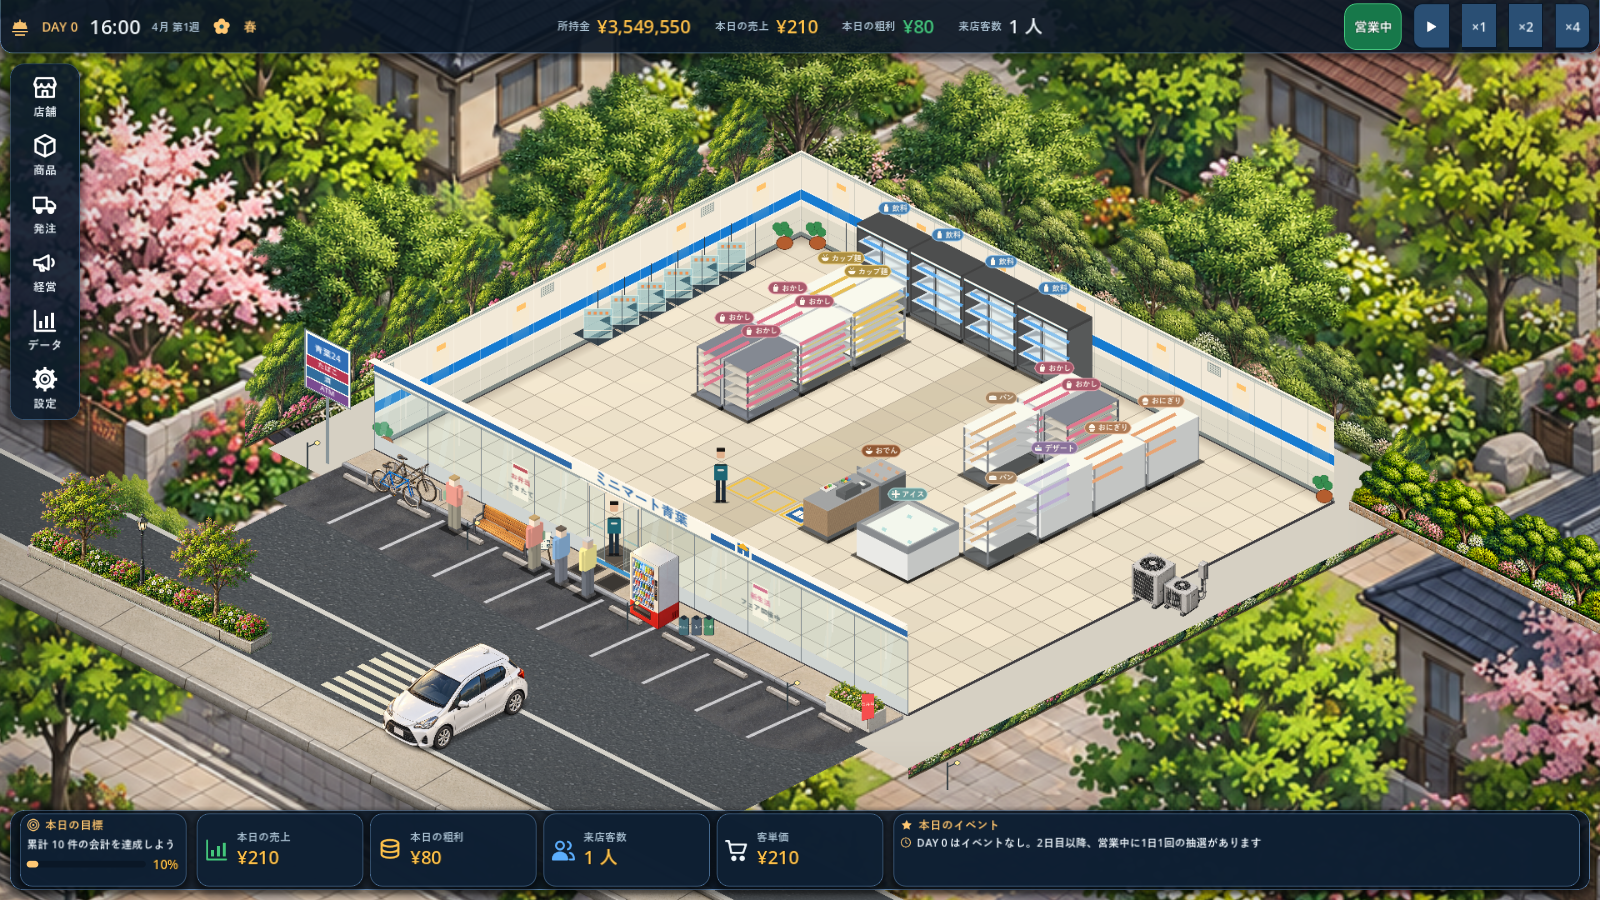 DAY 0 16:00 4月 第1週 春
所持金 ¥3,549,550 本日の売上 ¥210 本日の粗利 ¥80 来店客数 1 人
営業中 ×1 ×2 ×4
店舗
商品
発注
経営
データ
設定
飲料
飲料
飲料
飲料
カップ麺
カップ麺
おかし
おかし
おかし
おかし
おかし
おかし
パン
おにぎり
おにぎり
デザート
おでん
パン
アイス
青葉24
たばこ
酒
ATM
ミニマート青葉
本日の目標
累計 10 件の会計を達成しよう
10%
本日の売上
¥210
本日の粗利
¥80
来店客数
1 人
客単価
¥210
本日のイベント
DAY 0 はイベントなし。2日目以降、営業中に1日1回の抽選があります